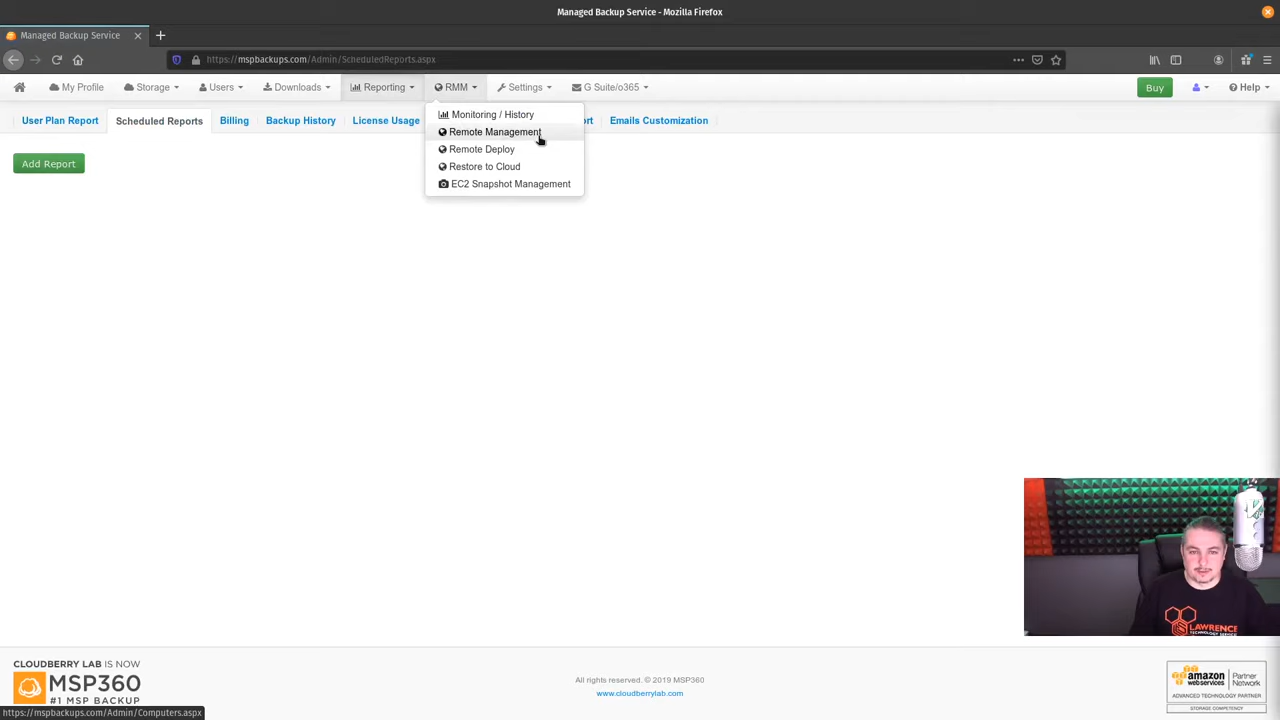 Managed Backup Service - Mozilla Firefox
Managed Backup Service
https://mspbackups.com/Admin/ScheduledReports.aspx
My Profile
Storage
Users
Downloads
Reporting
RMM
Settings
G Suite/o365
Buy
Help
User Plan Report
Scheduled Reports
Billing
Backup History
License Usage
rt
Emails Customization
Monitoring / History
Remote Management
Remote Deploy
Restore to Cloud
EC2 Snapshot Management
Add Report
LAWRENCE
CLOUDBERRY LAB IS NOW
MSP360
#1 MSP BACKUP
All rights reserved. © 2019 MSP360
www.cloudberrylab.com
amazon
web services
Partner
Network
ADVANCED TECHNOLOGY PARTNER
STORAGE COMPETENCY
https://mspbackups.com/Admin/Computers.aspx